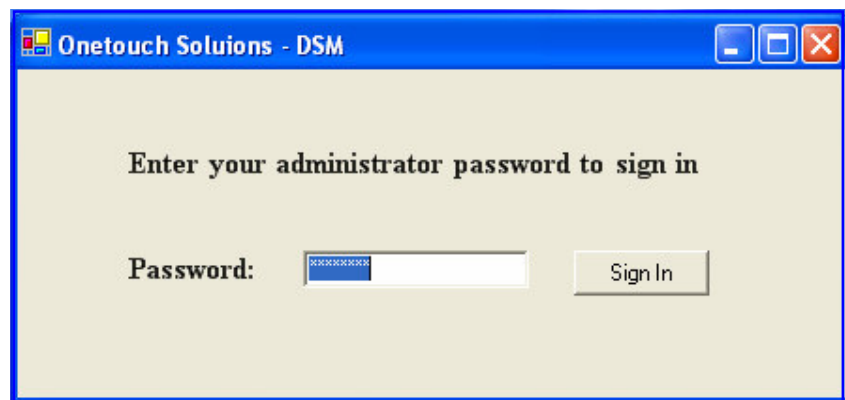 Onetouch Soluions - DSM
Enter your administrator password to sign in
Password: ******** Sign In